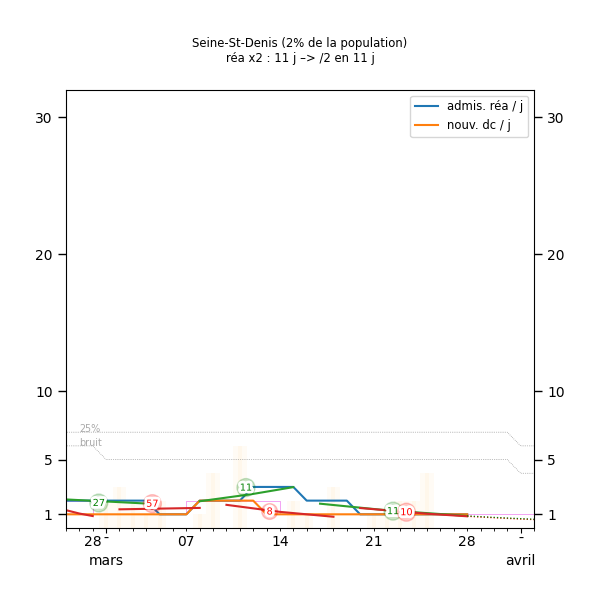 Seine-St-Denis (2% de la population)
réa x2 : 11 j –> /2 en 11 j
admis. réa / j
nouv. dc / j
30 30
20 20
10 10
25%
bruit
5 5
27 57 11 8 11 10
1 1
28 - 07 14 21 28 -
mars avril